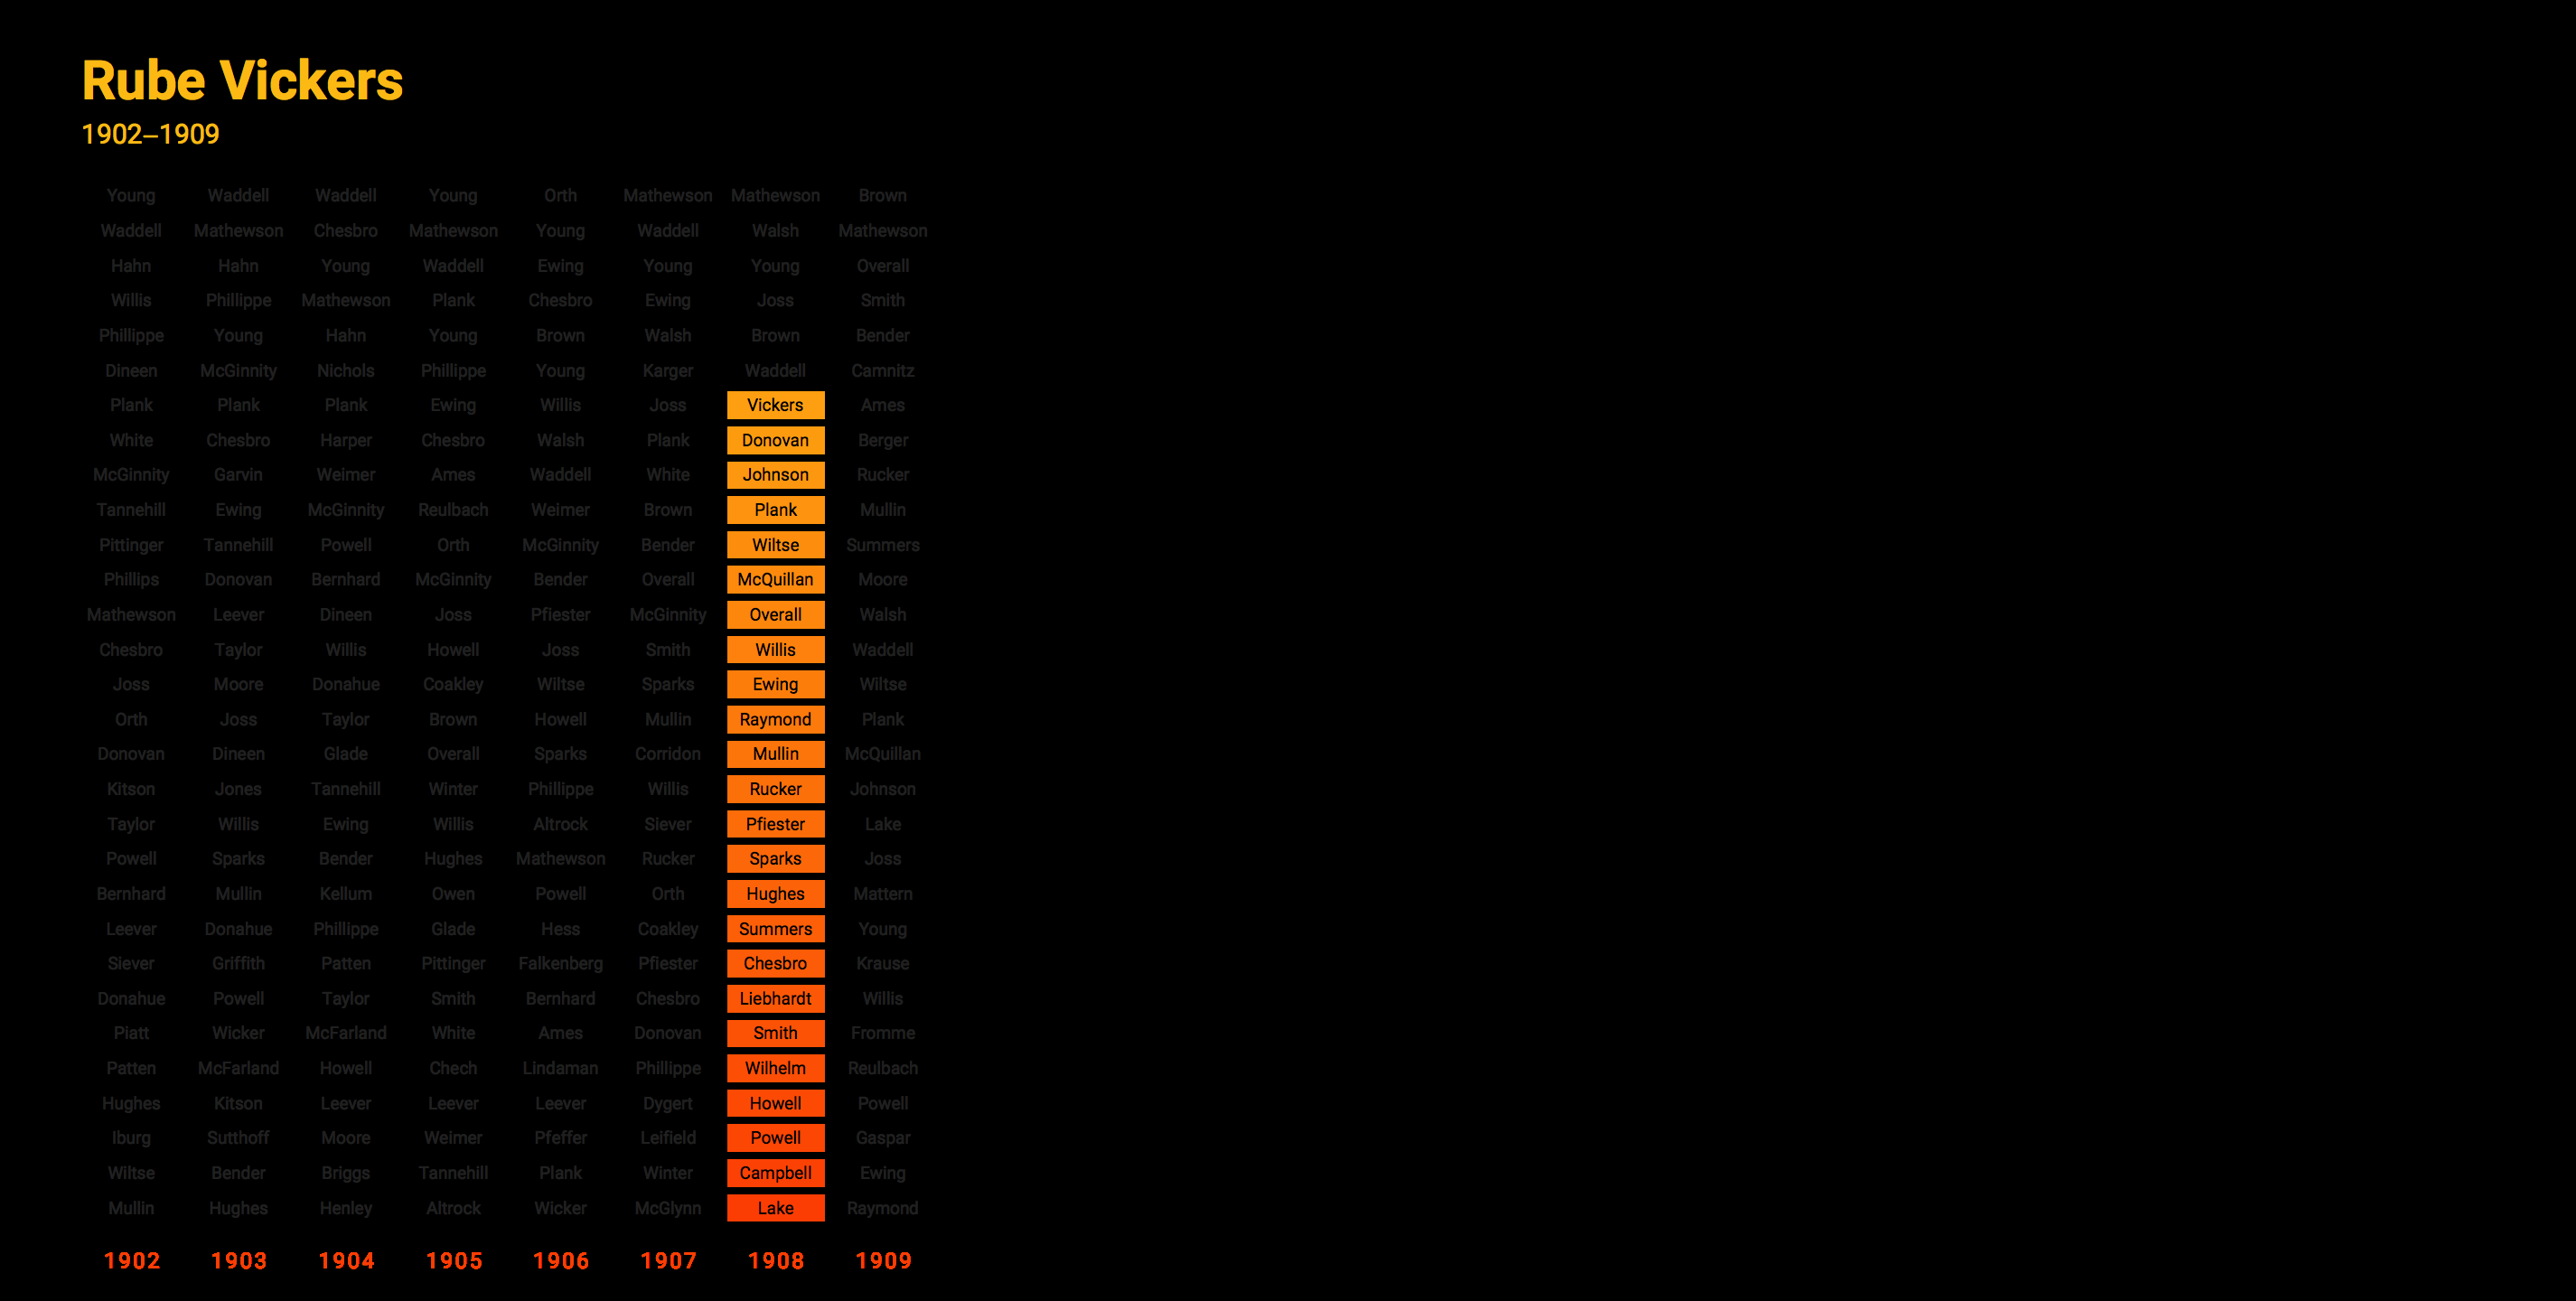 Rube Vickers
1902–1909
Young Waddell Waddell Young Orth Mathewson Mathewson Brown
Waddell Mathewson Chesbro Mathewson Young Waddell Walsh Mathewson
Hahn Hahn Young Waddell Ewing Young Young Overall
Willis Phillippe Mathewson Plank Chesbro Ewing Joss Smith
Phillippe Young Hahn Young Brown Walsh Brown Bender
Dineen McGinnity Nichols Phillippe Young Karger Waddell Camnitz
Plank Plank Plank Ewing Willis Joss Vickers Ames
White Chesbro Harper Chesbro Walsh Plank Donovan Berger
McGinnity Garvin Weimer Ames Waddell White Johnson Rucker
Tannehill Ewing McGinnity Reulbach Weimer Brown Plank Mullin
Pittinger Tannehill Powell Orth McGinnity Bender Wiltse Summers
Phillips Donovan Bernhard McGinnity Bender Overall McQuillan Moore
Mathewson Leever Dineen Joss Pfiester McGinnity Overall Walsh
Chesbro Taylor Willis Howell Joss Smith Willis Waddell
Joss Moore Donahue Coakley Wiltse Sparks Ewing Wiltse
Orth Joss Taylor Brown Howell Mullin Raymond Plank
Donovan Dineen Glade Overall Sparks Corridon Mullin McQuillan
Kitson Jones Tannehill Winter Phillippe Willis Rucker Johnson
Taylor Willis Ewing Willis Altrock Siever Pfiester Lake
Powell Sparks Bender Hughes Mathewson Rucker Sparks Joss
Bernhard Mullin Kellum Owen Powell Orth Hughes Mattern
Leever Donahue Phillippe Glade Hess Coakley Summers Young
Siever Griffith Patten Pittinger Falkenberg Pfiester Chesbro Krause
Donahue Powell Taylor Smith Bernhard Chesbro Liebhardt Willis
Piatt Wicker McFarland White Ames Donovan Smith Fromme
Patten McFarland Howell Chech Lindaman Phillippe Wilhelm Reulbach
Hughes Kitson Leever Leever Leever Dygert Howell Powell
Iburg Sutthoff Moore Weimer Pfeffer Leifield Powell Gaspar
Wiltse Bender Briggs Tannehill Plank Winter Campbell Ewing
Mullin Hughes Henley Altrock Wicker McGlynn Lake Raymond
1902 1903 1904 1905 1906 1907 1908 1909